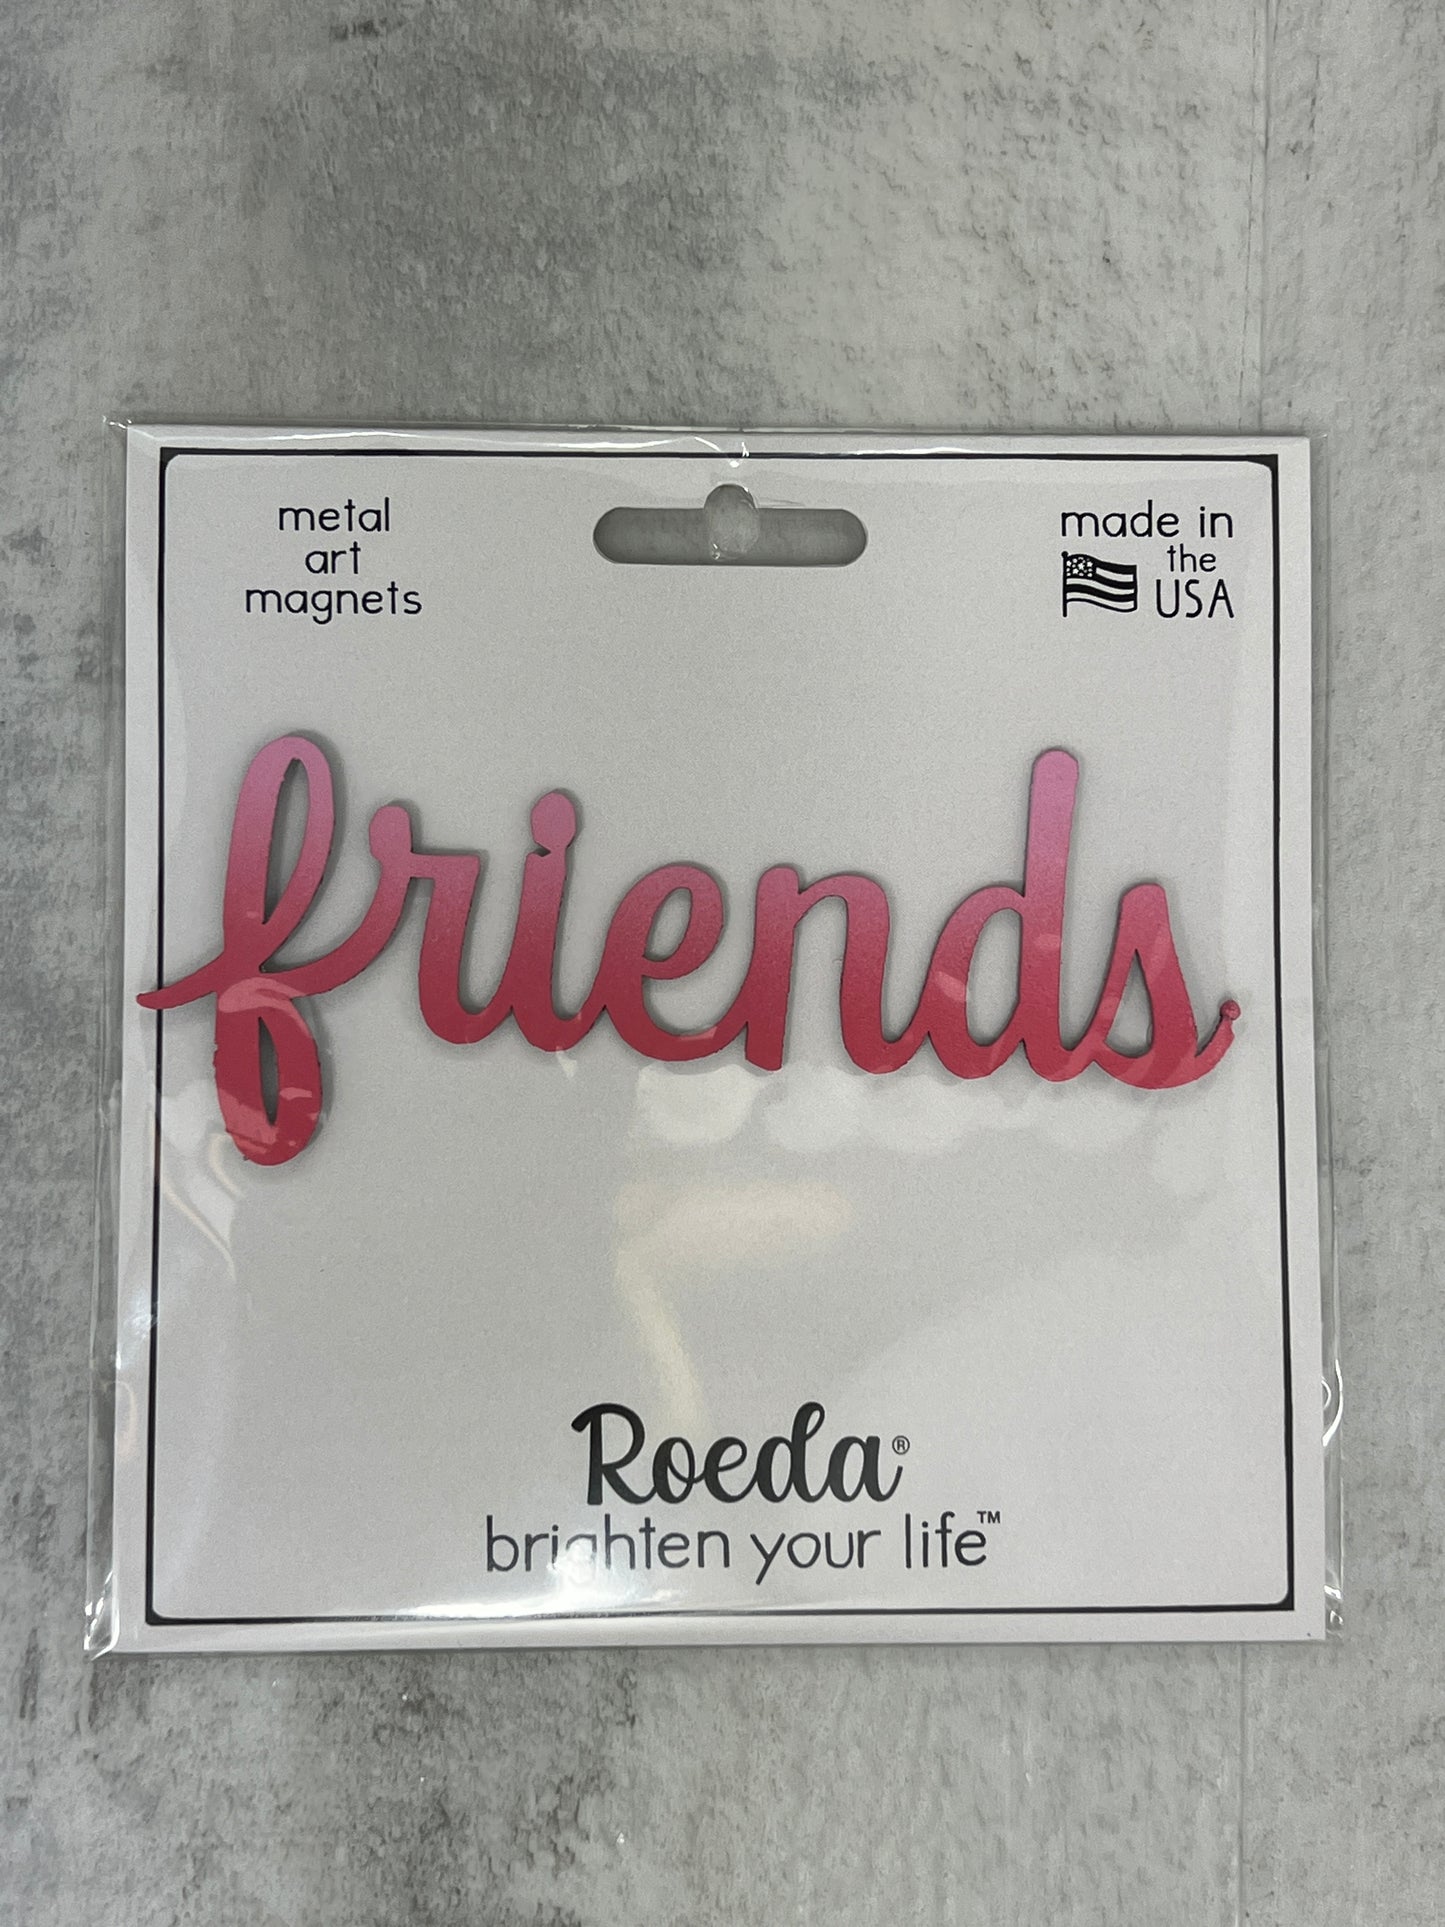 metal
art
magnets
made in
the
USA
friends
Roeda®
brighten your life™